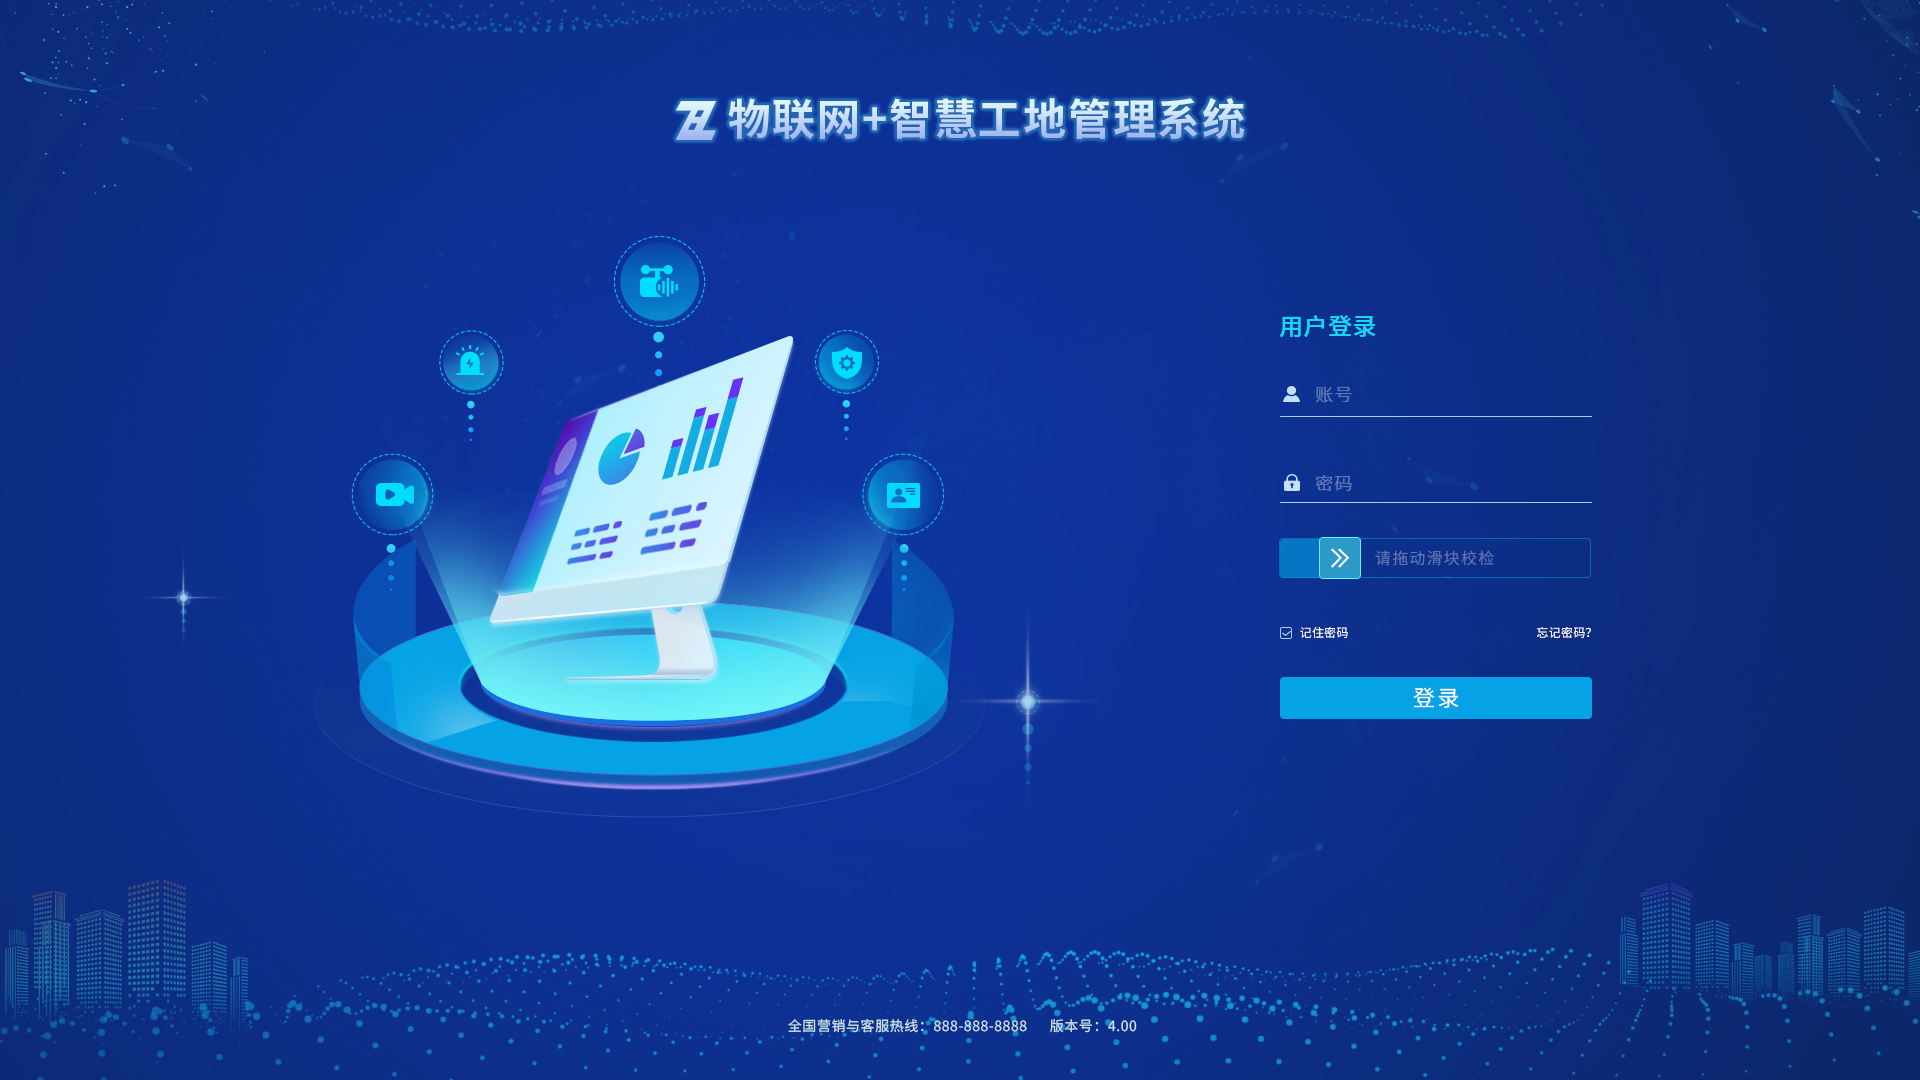 物联网+智慧工地管理系统
用户登录
账号
密码
请拖动滑块校检
记住密码 忘记密码?
登录
全国营销与客服热线：888-888-8888 版本号：4.00